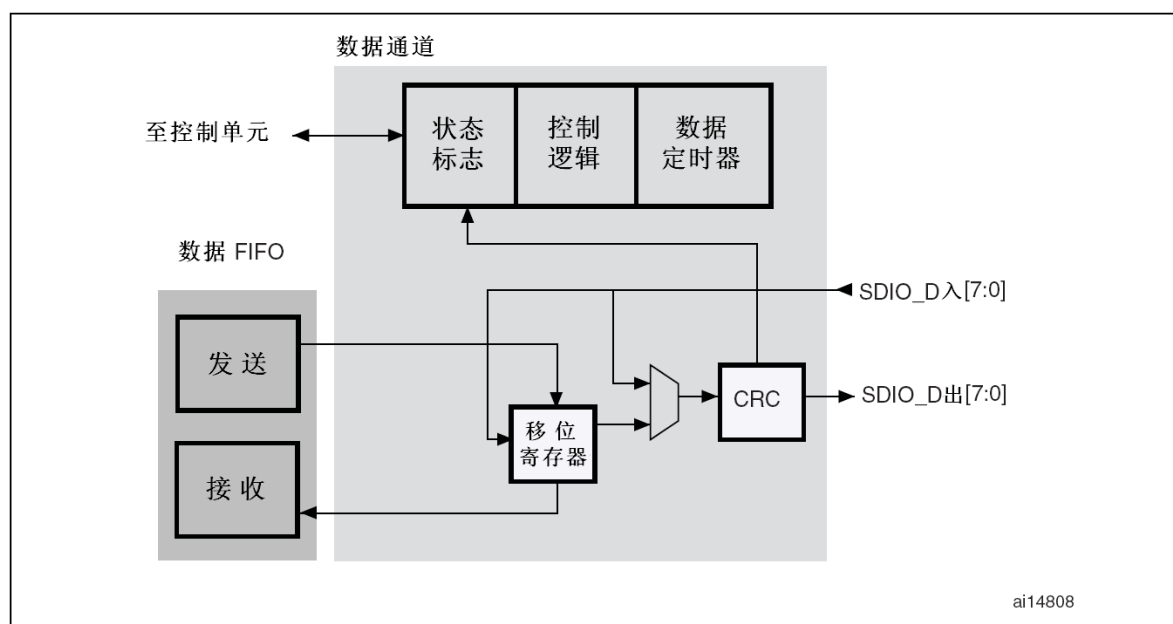 数据通道
至控制单元
状态
标志
控制
逻辑
数据
定时器
数据 FIFO
发 送
接 收
移 位
寄存器
CRC
SDIO_D入[7:0]
SDIO_D出[7:0]
ai14808